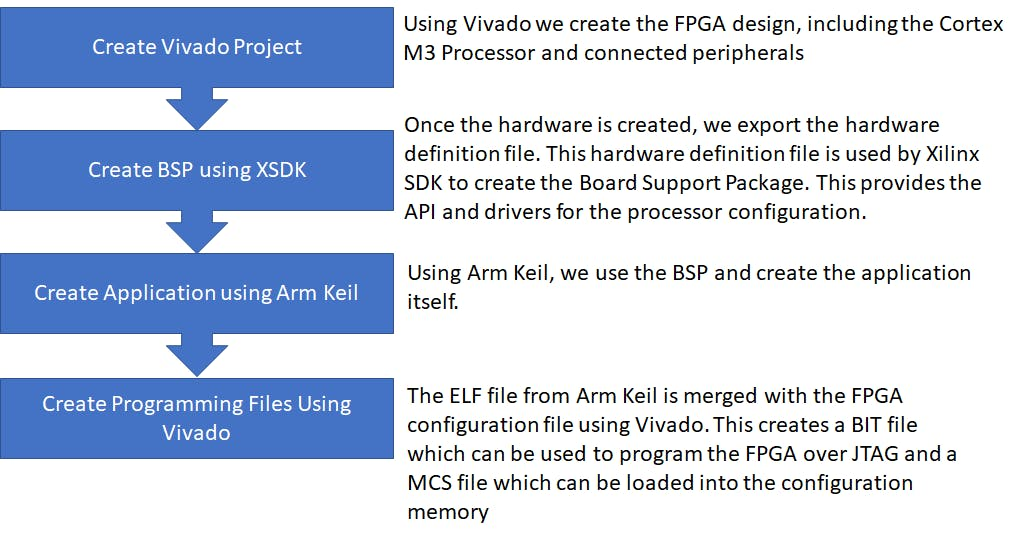 Create Vivado Project
Using Vivado we create the FPGA design, including the Cortex
M3 Processor and connected peripherals
Create BSP using XSDK
Once the hardware is created, we export the hardware
definition file. This hardware definition file is used by Xilinx
SDK to create the Board Support Package. This provides the
API and drivers for the processor configuration.
Create Application using Arm Keil
Using Arm Keil, we use the BSP and create the application
itself.
Create Programming Files Using
Vivado
The ELF file from Arm Keil is merged with the FPGA
configuration file using Vivado. This creates a BIT file
which can be used to program the FPGA over JTAG and a
MCS file which can be loaded into the configuration
memory